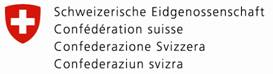 Schweizerische Eidgenossenschaft
Confédération suisse
Confederazione Svizzera
Confederaziun svizra